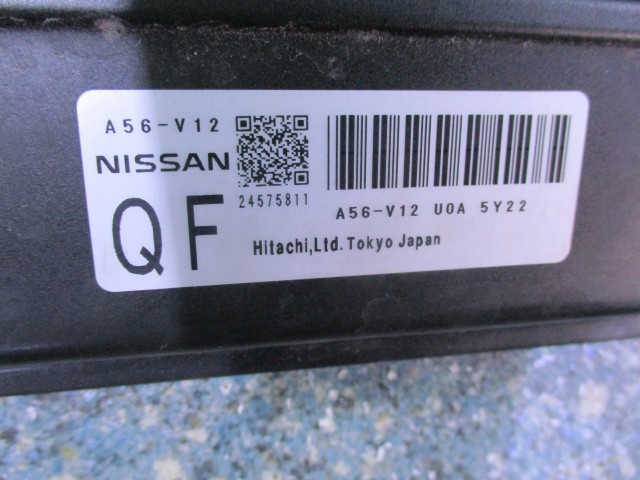 A56-V12
NISSAN
24575811
QF
A56-V12 U0A 5Y22
Hitachi,Ltd.Tokyo Japan